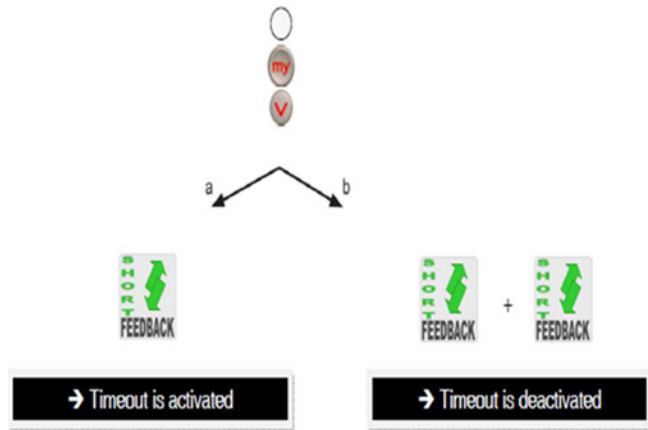 my
V
a b
SHORT FEEDBACK
SHORT FEEDBACK + SHORT FEEDBACK
→ Timeout is activated
→ Timeout is deactivated